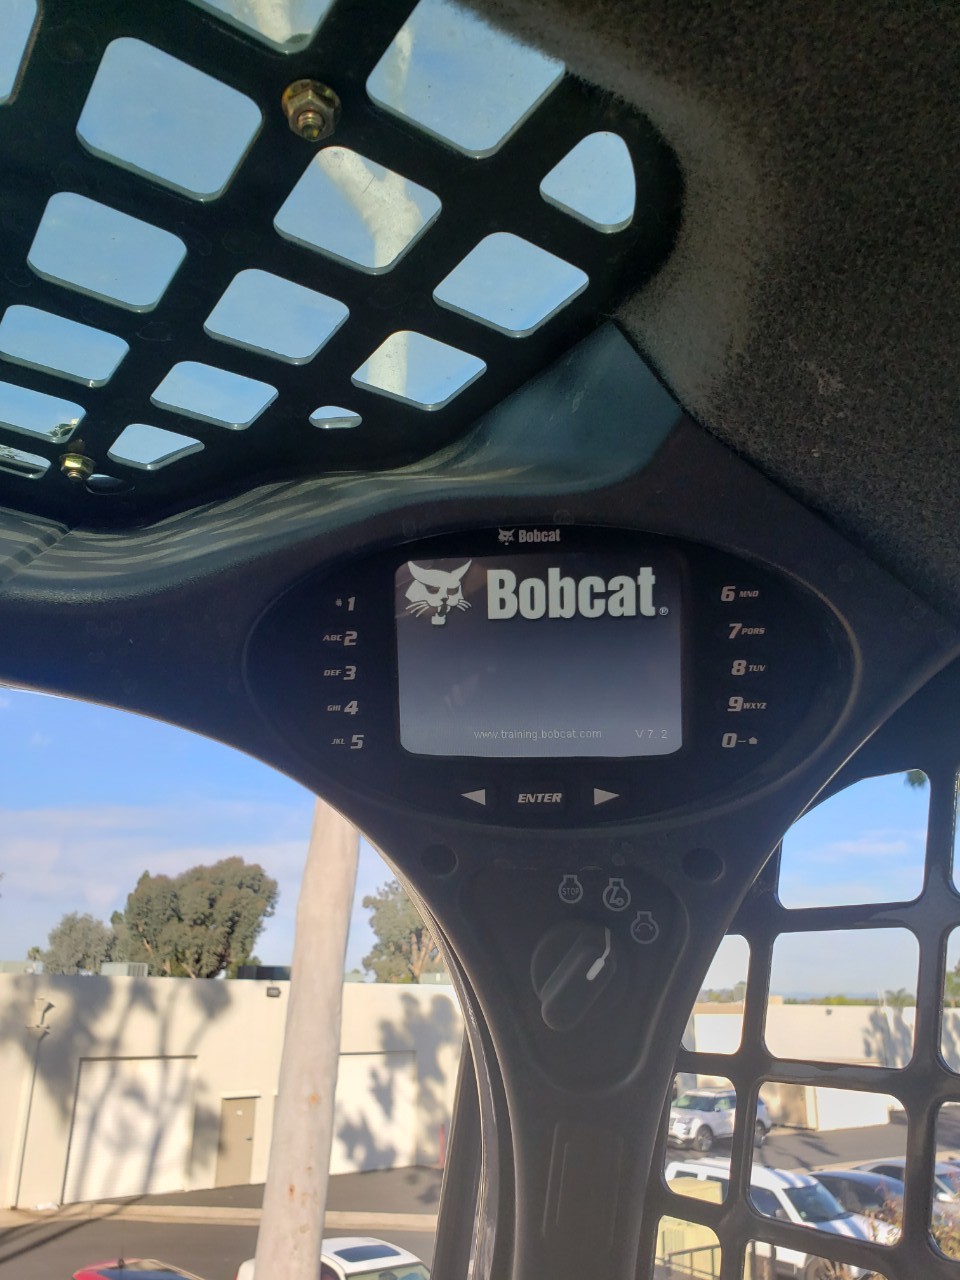 Bobcat
Bobcat®
1
ABC 2
DEF 3
GHI 4
JKL 5
6 MNO
7 PQRS
8 TUV
9 WXYZ
0
www.training.bobcat.com V 7. 2
ENTER
STOP